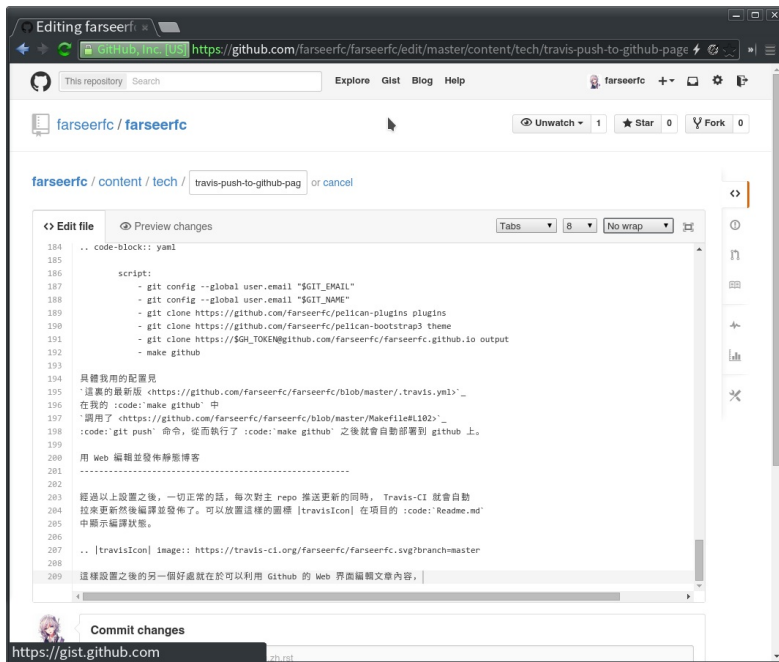 Editing farseerf
GitHub, Inc. [US] https://github.com/farseerfc/farseerfc/edit/master/content/tech/travis-push-to-github-page
This repository Search Explore Gist Blog Help farseerfc
farseerfc / farseerfc Unwatch 1 Star 0 Fork 0
farseerfc / content / tech / travis-push-to-github-pag or cancel
Edit file Preview changes Tabs 8 No wrap
184 .. code-block:: yaml
185
186 script:
187 - git config --global user.email "$GIT_EMAIL"
188 - git config --global user.email "$GIT_NAME"
189 - git clone https://github.com/farseerfc/pelican-plugins plugins
190 - git clone https://github.com/farseerfc/pelican-bootstrap3 theme
191 - git clone https://$GH_TOKEN@github.com/farseerfc/farseerfc.github.io output
192 - make github
193
194 具體我用的配置見
195 `這裏的最新版 <https://github.com/farseerfc/farseerfc/blob/master/.travis.yml>`_
196 在我的 :code:`make github` 中
197 `調用了 <https://github.com/farseerfc/farseerfc/blob/master/Makefile#L102>`_
198 :code:`git push` 命令，從而執行了 :code:`make github` 之後就會自動部署到 github 上。
199
200 用 Web 編輯並發佈靜態博客
201 ------------------------------------------------------
202
203 經過以上設置之後，一切正常的話，每次對主 repo 推送更新的同時， Travis-CI 就會自動
204 拉來更新然後編譯並發佈了。可以放置這樣的圖標 |travisIcon| 在項目的 :code:`Readme.md`
205 中顯示編譯狀態。
206
207 .. |travisIcon| image:: https://travis-ci.org/farseerfc/farseerfc.svg?branch=master
208
209 這樣設置之後的另一個好處就在於可以利用 Github 的 Web 界面編輯文章內容，
Commit changes
https://gist.github.com
zh.rst